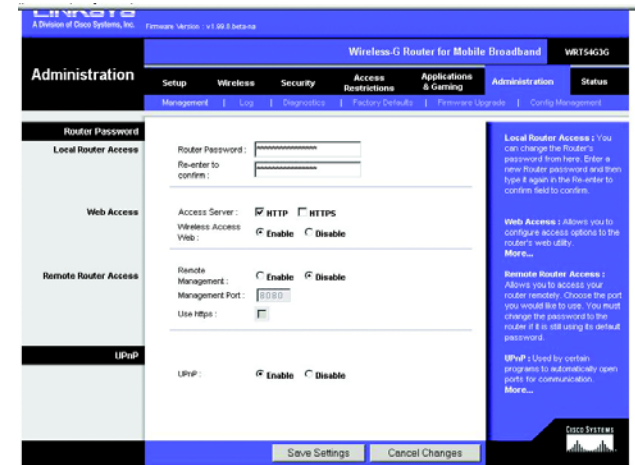 LINKSYS
A Division of Cisco Systems, Inc.
Firmware Version : v1.99.8.beta-na
Wireless-G Router for Mobile Broadband
WRT54G3G
Administration
Setup
Wireless
Security
Access Restrictions
Applications & Gaming
Administration
Status
Management | Log | Diagnostics | Factory Defaults | Firmware Upgrade | Config Management
Router Password
Local Router Access
Router Password :
Re-enter to
confirm :
Web Access
Access Server :
HTTP
HTTPS
Wireless Access
Web :
Enable
Disable
Remote Router Access
Remote
Management :
Enable
Disable
Management Port :
8080
Use https :
UPnP
UPnP :
Enable
Disable
Local Router Access : You
can change the Router's
password from here. Enter a
new Router password and then
type it again in the Re-enter to
confirm field to confirm.
Web Access : Allows you to
configure access options to the
router's web utility.
More...
Remote Router Access :
Allows you to access your
router remotely. Choose the port
you would like to use. You must
change the password to the
router if it is still using its default
password.
UPnP : Used by certain
programs to automatically open
ports for communication.
More...
Save Settings
Cancel Changes
CISCO SYSTEMS